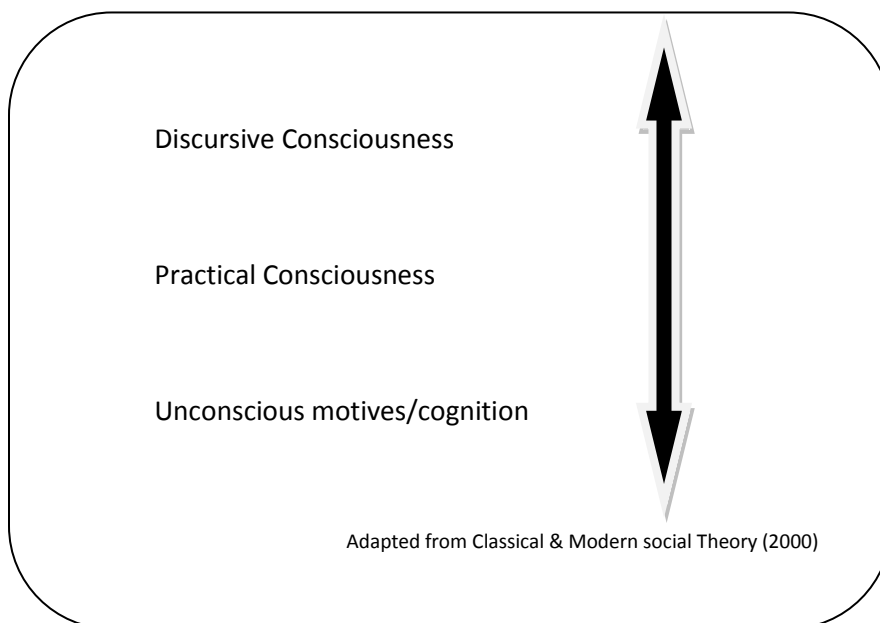 Discursive Consciousness
Practical Consciousness
Unconscious motives/cognition
Adapted from Classical & Modern social Theory (2000)